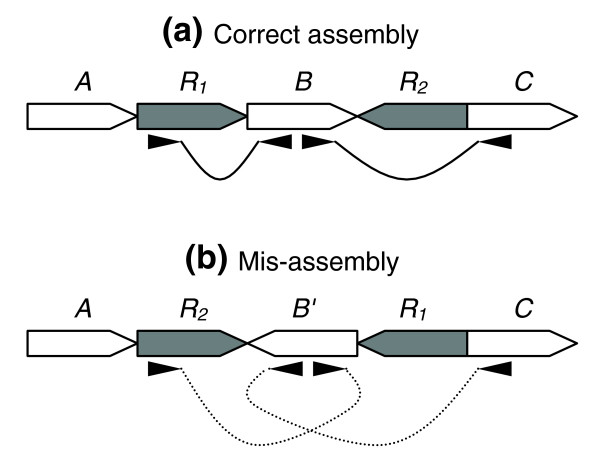 (a) Correct assembly
A R₁ B R₂ C
(b) Mis-assembly
A R₂ B' R₁ C